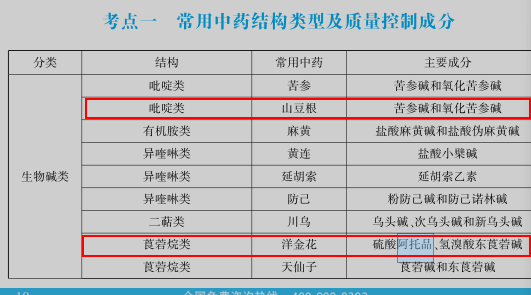 考点一 常用中药结构类型及质量控制成分
分类 结构 常用中药 主要成分
生物碱类
吡啶类 苦参 苦参碱和氧化苦参碱
吡啶类 山豆根 苦参碱和氧化苦参碱
有机胺类 麻黄 盐酸麻黄碱和盐酸伪麻黄碱
异喹啉类 黄连 盐酸小檗碱
异喹啉类 延胡索 延胡索乙素
异喹啉类 防己 粉防己碱和防己诺林碱
二萜类 川乌 乌头碱、次乌头碱和新乌头碱
莨菪烷类 洋金花 硫酸阿托品、氢溴酸东莨菪碱
莨菪烷类 天仙子 莨菪碱和东莨菪碱